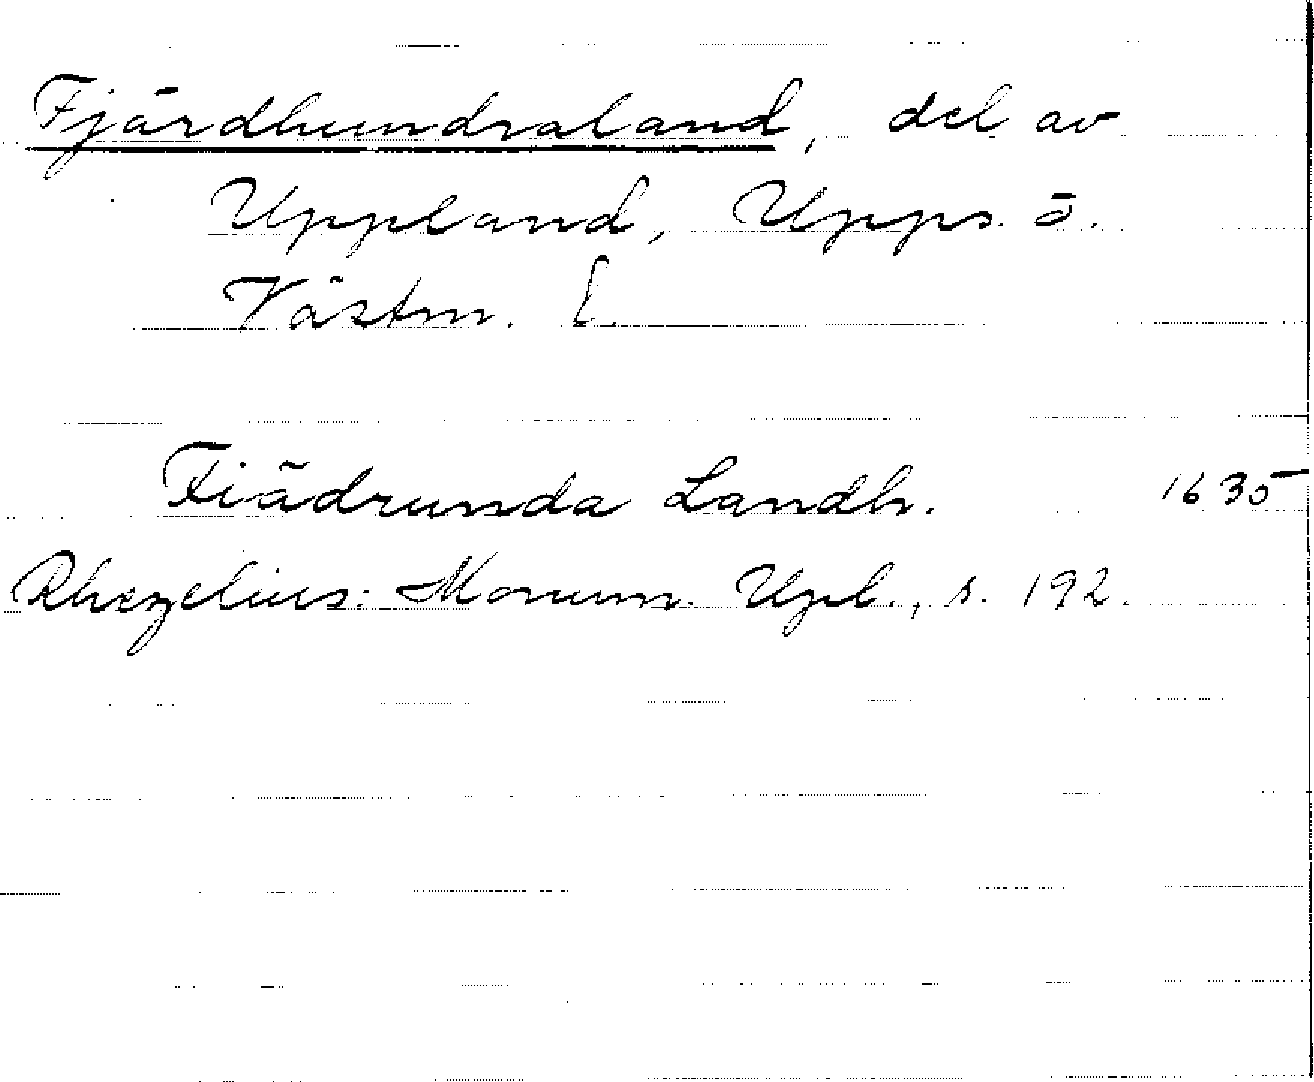 Fjärdhundraland, del av
Uppland, Upps. o.
Västm. l.
Fiädrunda Landh. 1635
Rhezelius: Monum. Upl., s. 192.